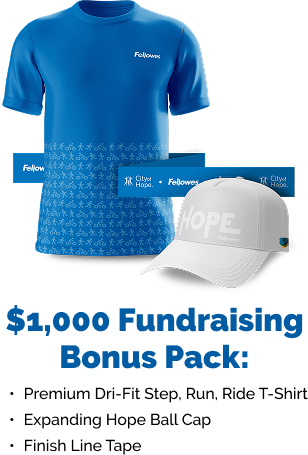 Fellowes
Fellow
City of Hope.
• Fellowes
City of Hope.
HOPE
$1,000 Fundraising
Bonus Pack:
• Premium Dri-Fit Step, Run, Ride T-Shirt
• Expanding Hope Ball Cap
• Finish Line Tape